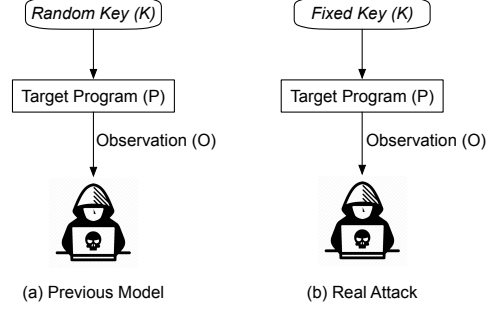 Random Key (K)
Target Program (P)
Observation (O)
(a) Previous Model
Fixed Key (K)
Target Program (P)
Observation (O)
(b) Real Attack